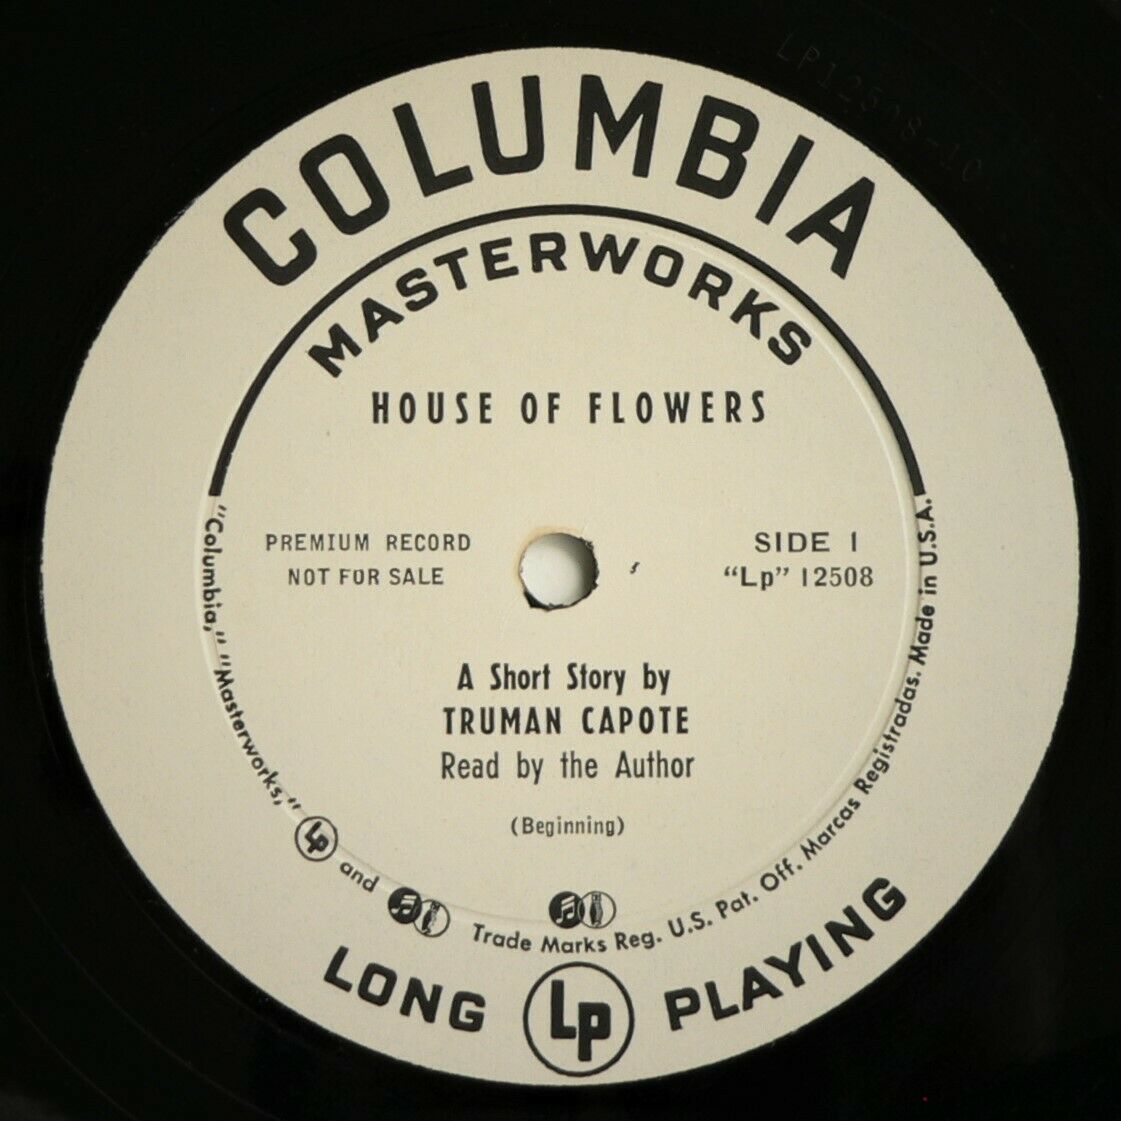 LP12508-1C
COLUMBIA
MASTERWORKS
HOUSE OF FLOWERS
PREMIUM RECORD
NOT FOR SALE
SIDE 1
"Lp" 12508
A Short Story by
TRUMAN CAPOTE
Read by the Author
(Beginning)
"Columbia," "Masterworks," Lp and Trade Marks Reg. U.S. Pat. Off. Marcas Registradas. Made in U.S.A.
LONG Lp PLAYING